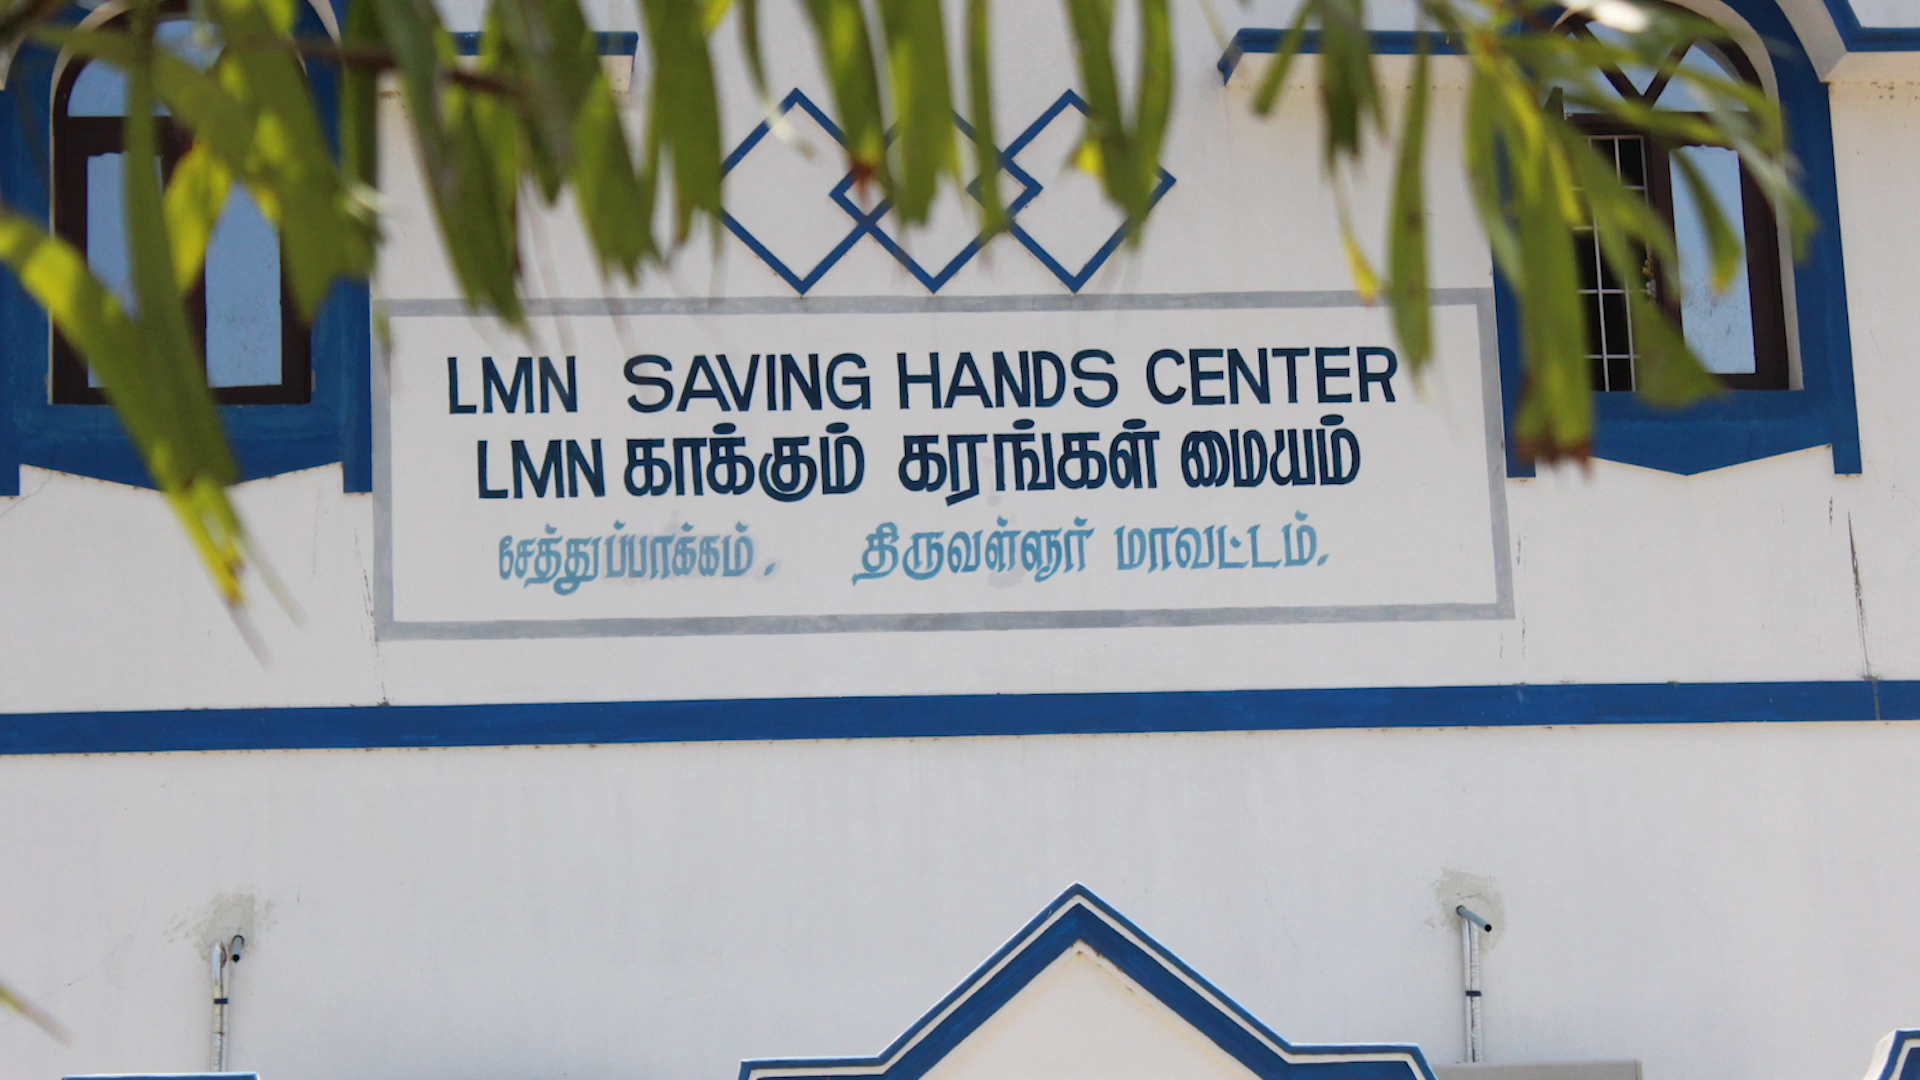 LMN SAVING HANDS CENTER
LMN காக்கும் கரங்கள் மையம்
சேத்துப்பாக்கம். திருவள்ளூர் மாவட்டம்.